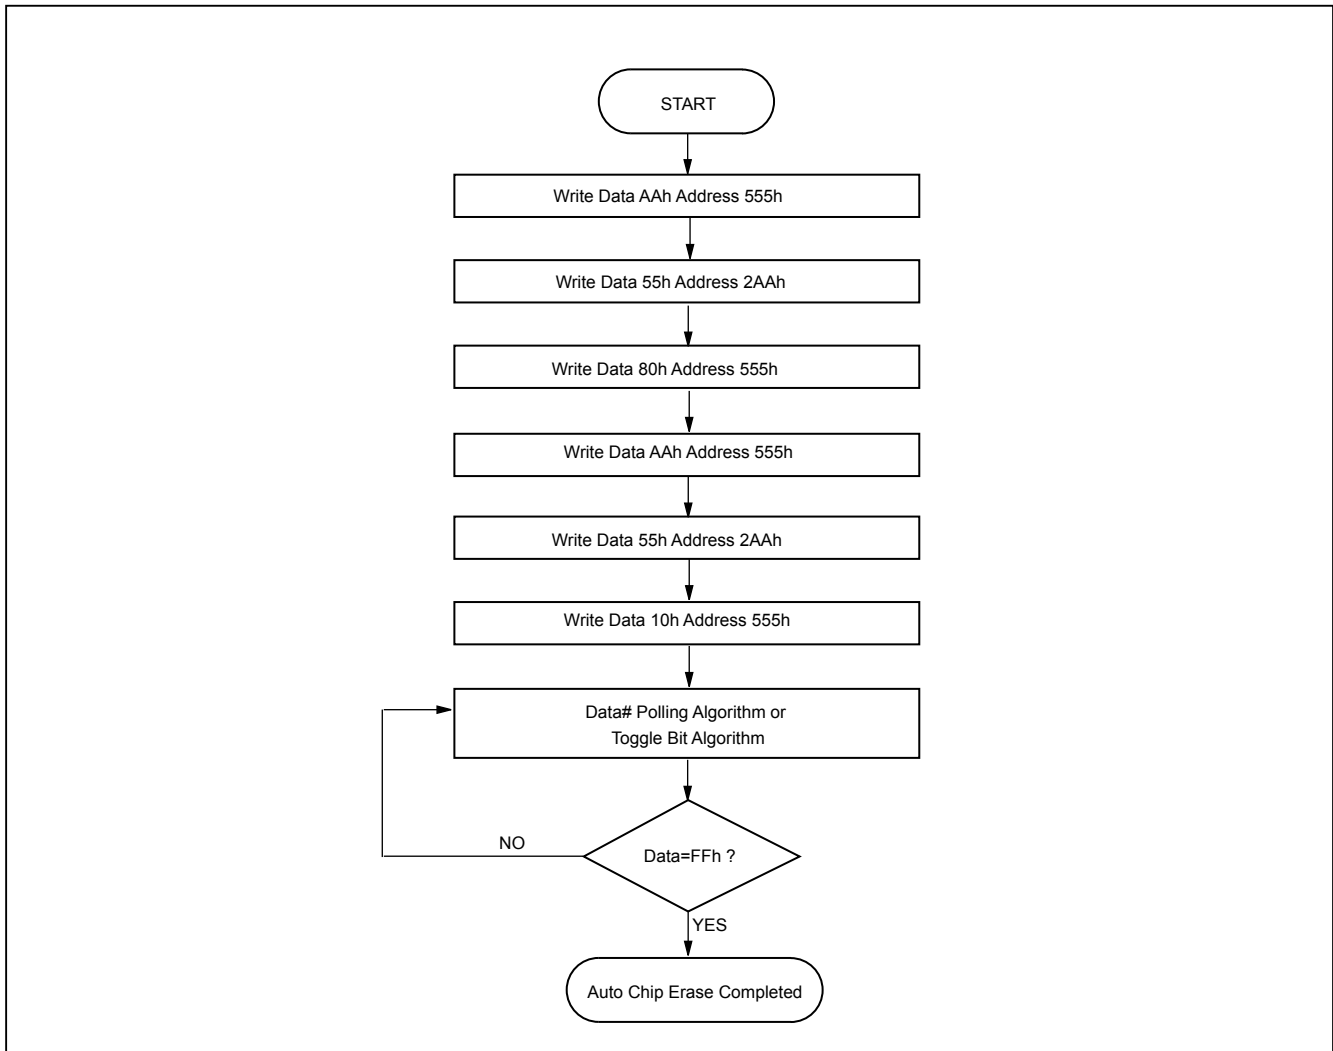 START
Write Data AAh Address 555h
Write Data 55h Address 2AAh
Write Data 80h Address 555h
Write Data AAh Address 555h
Write Data 55h Address 2AAh
Write Data 10h Address 555h
Data# Polling Algorithm or
Toggle Bit Algorithm
NO
Data=FFh ?
YES
Auto Chip Erase Completed